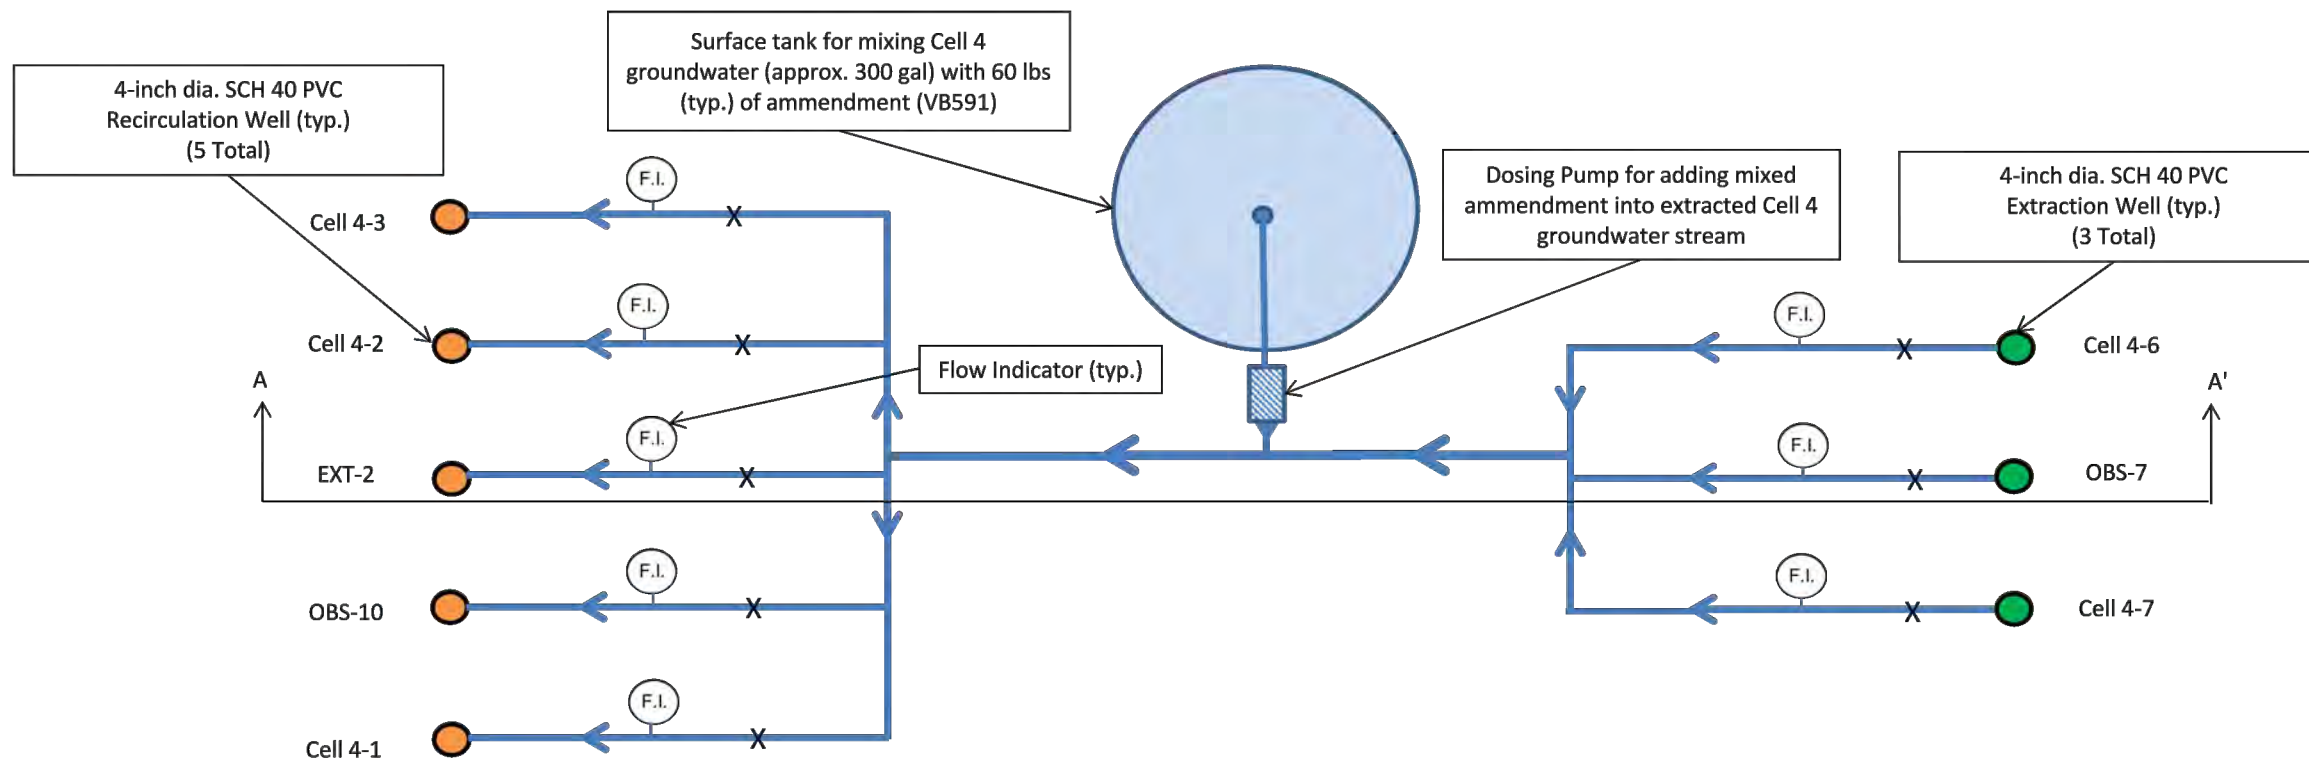 Surface tank for mixing Cell 4
groundwater (approx. 300 gal) with 60 lbs
(typ.) of ammendment (VB591)
4-inch dia. SCH 40 PVC
Recirculation Well (typ.)
(5 Total)
Dosing Pump for adding mixed
ammendment into extracted Cell 4
groundwater stream
4-inch dia. SCH 40 PVC
Extraction Well (typ.)
(3 Total)
F.I.
Cell 4-3
X
F.I.
Cell 4-2
X
F.I.
X
Cell 4-6
Flow Indicator (typ.)
A
A'
F.I.
EXT-2
X
F.I.
X
OBS-7
F.I.
OBS-10
X
F.I.
X
Cell 4-7
F.I.
Cell 4-1
X